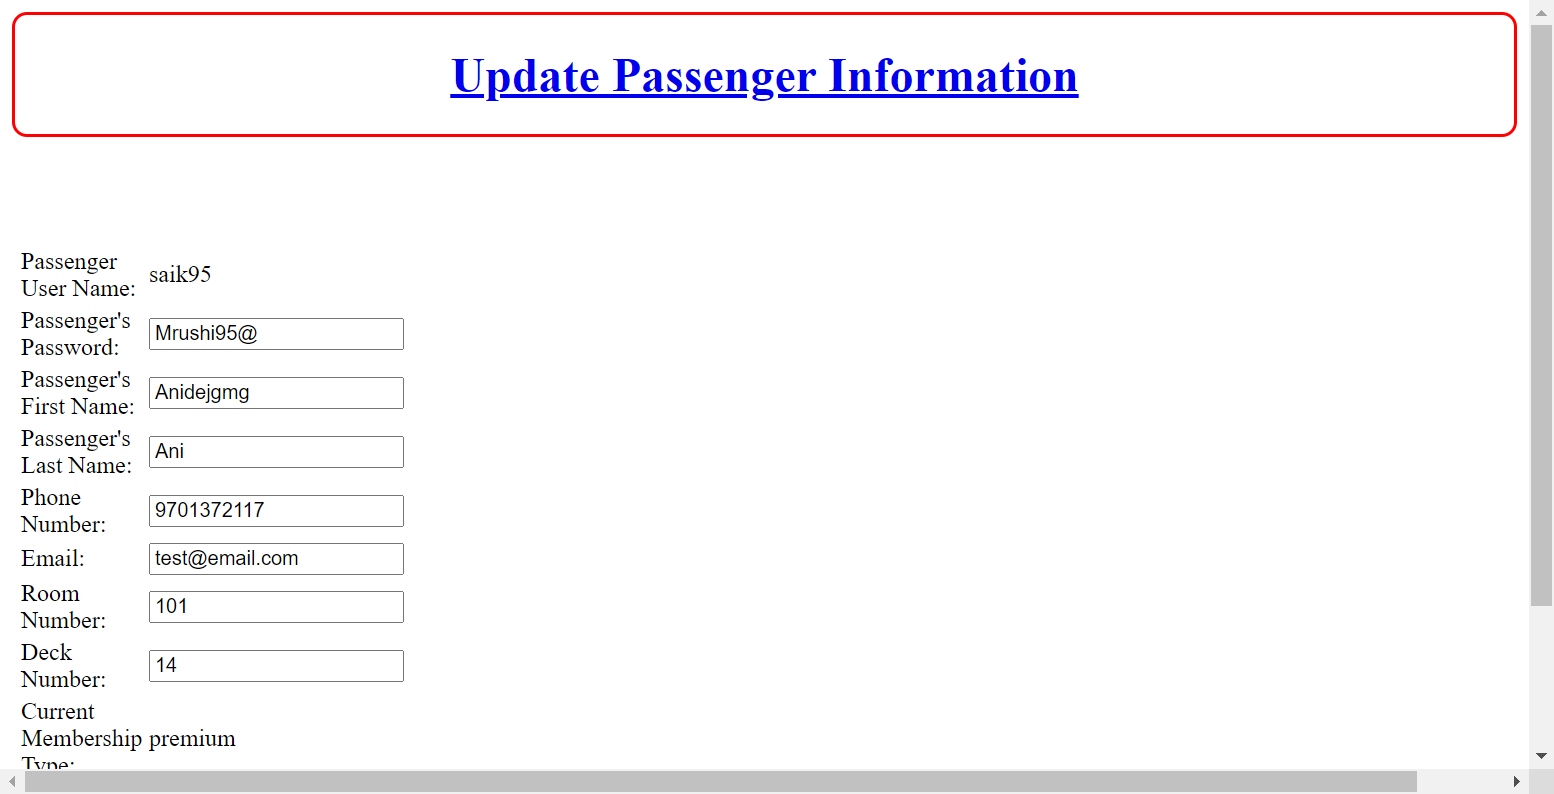 Update Passenger Information
Passenger
User Name:
saik95
Passenger's
Password:
Mrushi95@
Passenger's
First Name:
Anidejgmg
Passenger's
Last Name:
Ani
Phone
Number:
9701372117
Email:
test@email.com
Room
Number:
101
Deck
Number:
14
Current
Membership premium
Type: